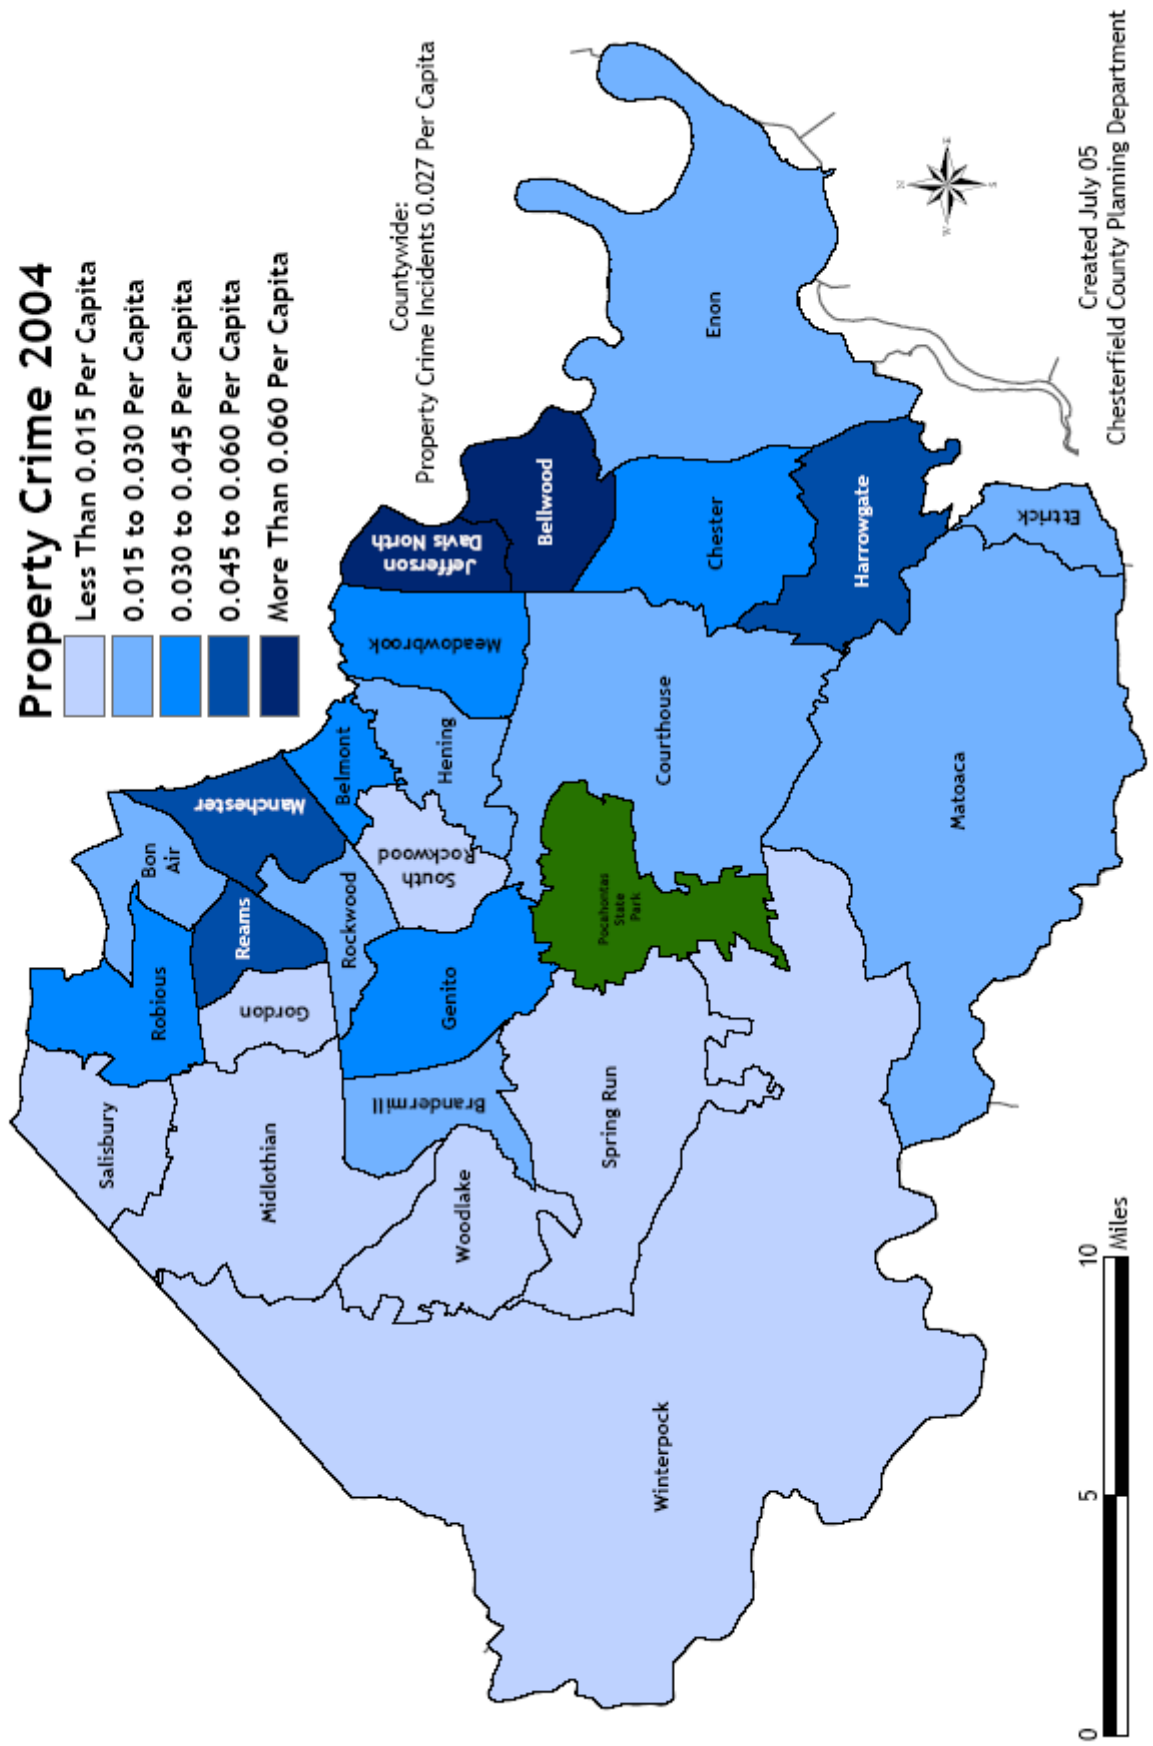 Property Crime 2004
Less Than 0.015 Per Capita
0.015 to 0.030 Per Capita
0.030 to 0.045 Per Capita
0.045 to 0.060 Per Capita
More Than 0.060 Per Capita
Countywide:
Property Crime Incidents 0.027 Per Capita
Salisbury
Robious
Bon
Air
Manchester
Reams
Gordon
Midlothian
Rockwood
Belmont
South
Rockwood
Hening
Meadowbrook
Jefferson
Davis North
Bellwood
Genito
Brandermill
Woodlake
Spring Run
Pocahontas
State
Park
Courthouse
Chester
Enon
Harrowgate
Ettrick
Matoaca
Winterpock
N
E
S
W
0
5
10
Miles
Created July 05
Chesterfield County Planning Department